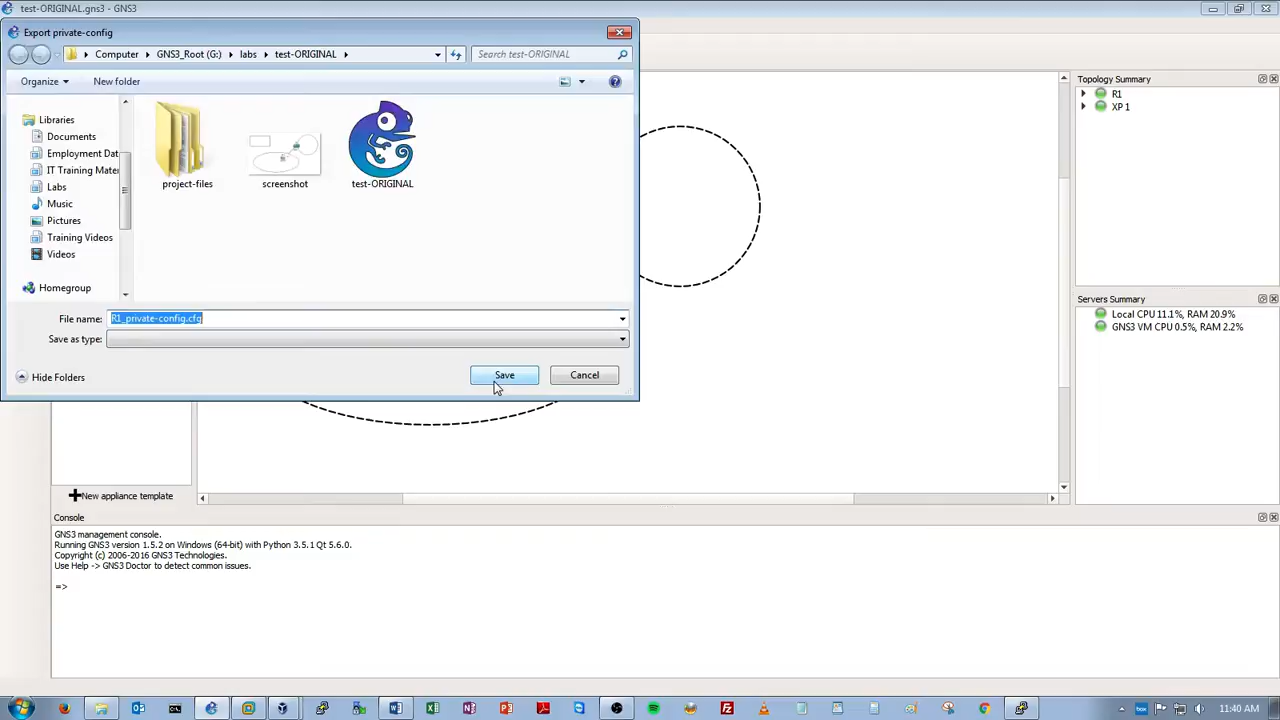 test-ORIGINAL.gns3 - GNS3
Export private-config
Computer
GNS3_Root (G:)
labs
test-ORIGINAL
Search test-ORIGINAL
Organize
New folder
Libraries
Documents
Employment Dat
IT Training Mater
Labs
Music
Pictures
Training Videos
Videos
Homegroup
project-files
screenshot
test-ORIGINAL
File name:
R1_private-config.cfg
Save as type:
Hide Folders
Save
Cancel
Topology Summary
R1
XP 1
Servers Summary
Local CPU 11.1%, RAM 20.9%
GNS3 VM CPU 0.5%, RAM 2.2%
New appliance template
Console
GNS3 management console.
Running GNS3 version 1.5.2 on Windows (64-bit) with Python 3.5.1 Qt 5.6.0.
Copyright (c) 2006-2016 GNS3 Technologies.
Use Help -> GNS3 Doctor to detect common issues.
=>
11:40 AM